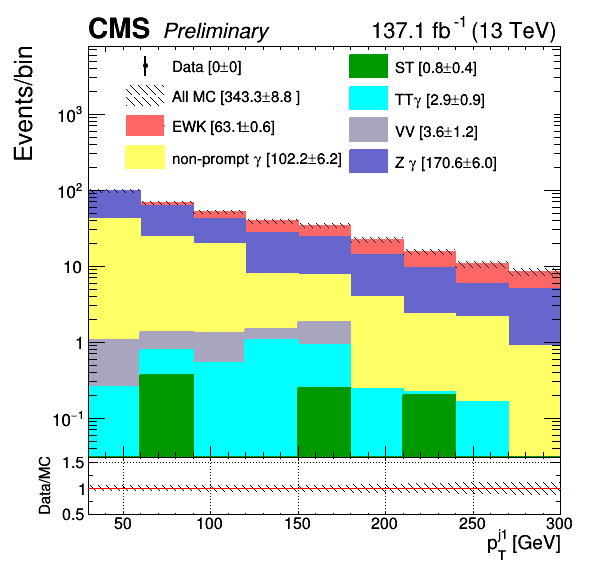 CMS Preliminary 137.1 fb⁻¹ (13 TeV)
Events/bin
Data [0±0]
All MC [343.3±8.8 ]
EWK [63.1±0.6]
non-prompt γ [102.2±6.2]
ST [0.8±0.4]
TTγ [2.9±0.9]
VV [3.6±1.2]
Z γ [170.6±6.0]
10³
10²
10
1
10⁻¹
Data/MC
1.5
1
0.5
50 100 150 200 250 300
p_T^{j1} [GeV]